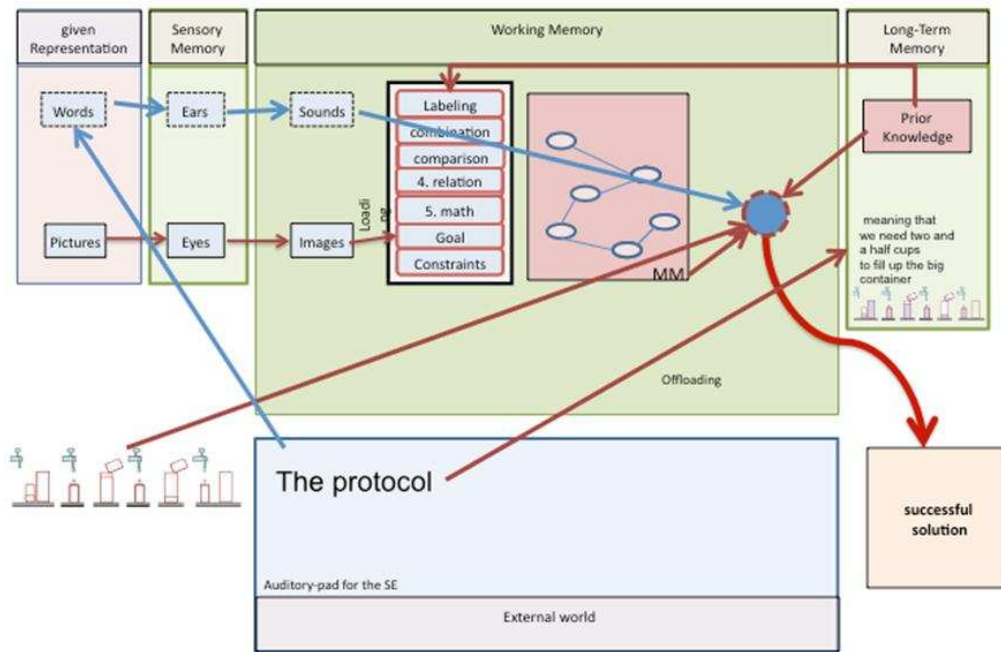 given
Representation
Sensory
Memory
Working Memory
Long-Term
Memory
Words
Ears
Sounds
Labeling
combination
comparison
4. relation
5. math
Goal
Constraints
Prior
Knowledge
Pictures
Eyes
Images
Loadi
ng
MM
meaning that
we need two and
a half cups
to fill up the big
container
Offloading
The protocol
successful
solution
Auditory-pad for the SE
External world